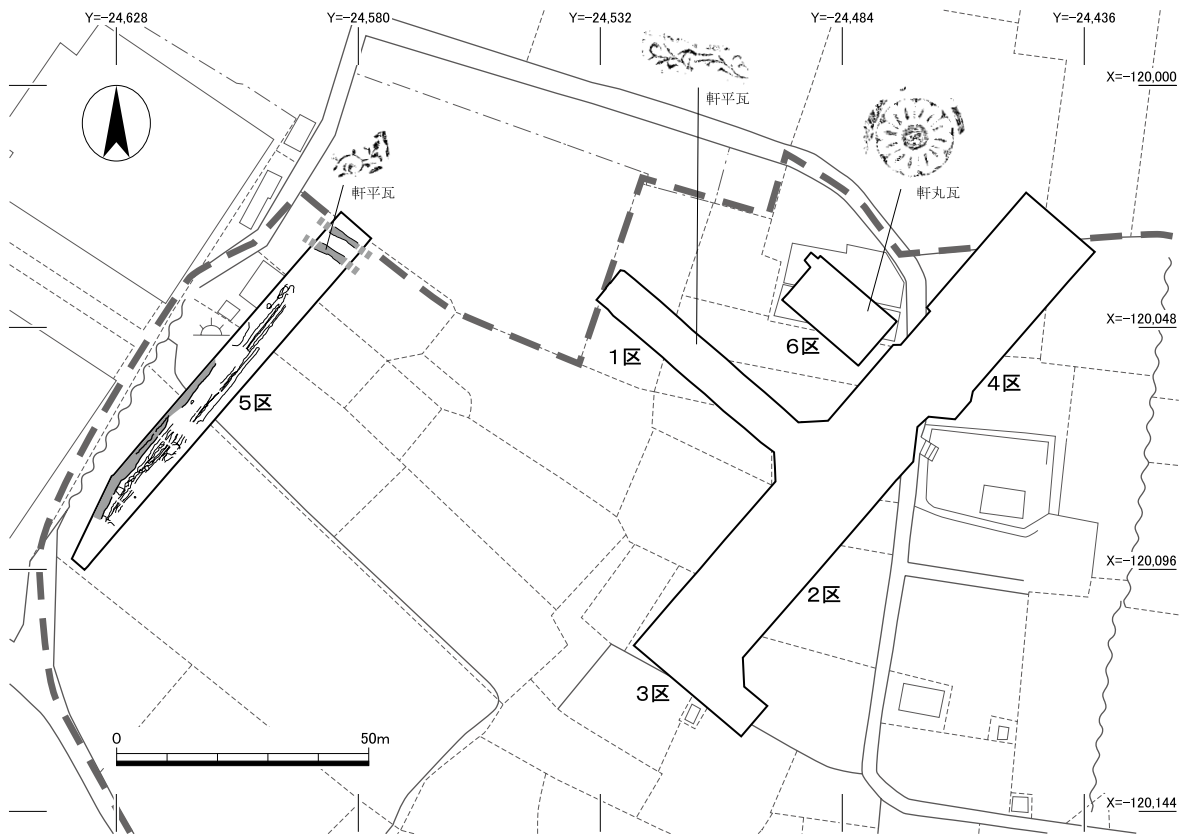 Y=-24,628
Y=-24,580
Y=-24,532
Y=-24,484
Y=-24,436
X=-120,000
軒平瓦
軒平瓦
軒丸瓦
X=-120,048
1区
6区
4区
5区
X=-120,096
2区
3区
0
50m
X=-120,144